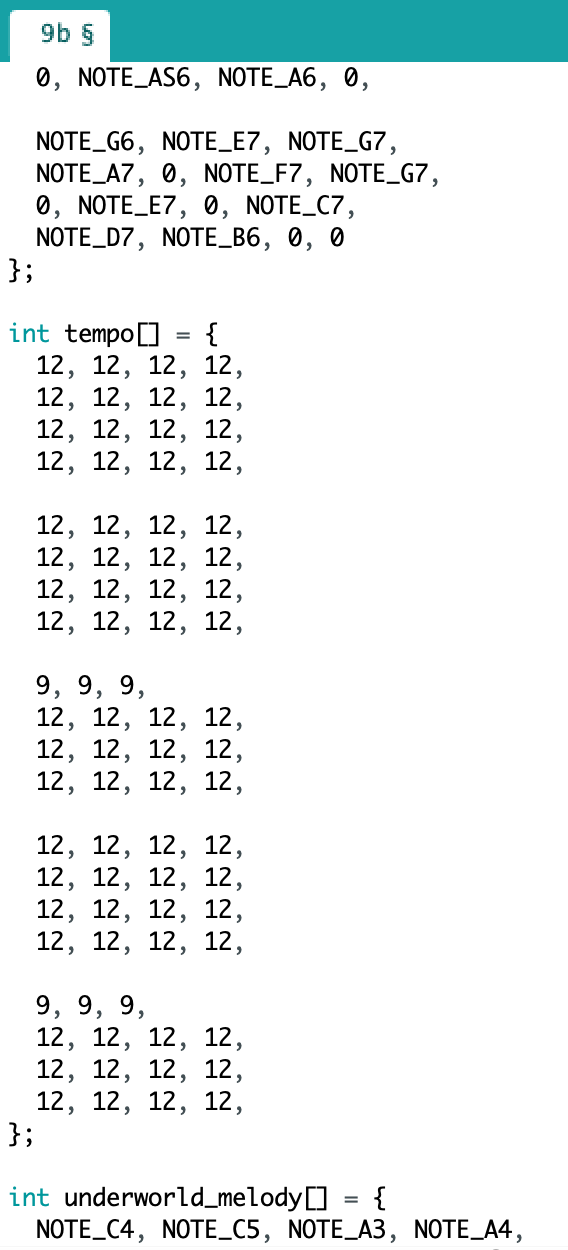 9b §
0, NOTE_AS6, NOTE_A6, 0,
NOTE_G6, NOTE_E7, NOTE_G7,
NOTE_A7, 0, NOTE_F7, NOTE_G7,
0, NOTE_E7, 0, NOTE_C7,
NOTE_D7, NOTE_B6, 0, 0
};
int tempo[] = {
12, 12, 12, 12,
12, 12, 12, 12,
12, 12, 12, 12,
12, 12, 12, 12,
12, 12, 12, 12,
12, 12, 12, 12,
12, 12, 12, 12,
12, 12, 12, 12,
9, 9, 9,
12, 12, 12, 12,
12, 12, 12, 12,
12, 12, 12, 12,
12, 12, 12, 12,
12, 12, 12, 12,
12, 12, 12, 12,
12, 12, 12, 12,
9, 9, 9,
12, 12, 12, 12,
12, 12, 12, 12,
12, 12, 12, 12,
};
int underworld_melody[] = {
NOTE_C4, NOTE_C5, NOTE_A3, NOTE_A4,